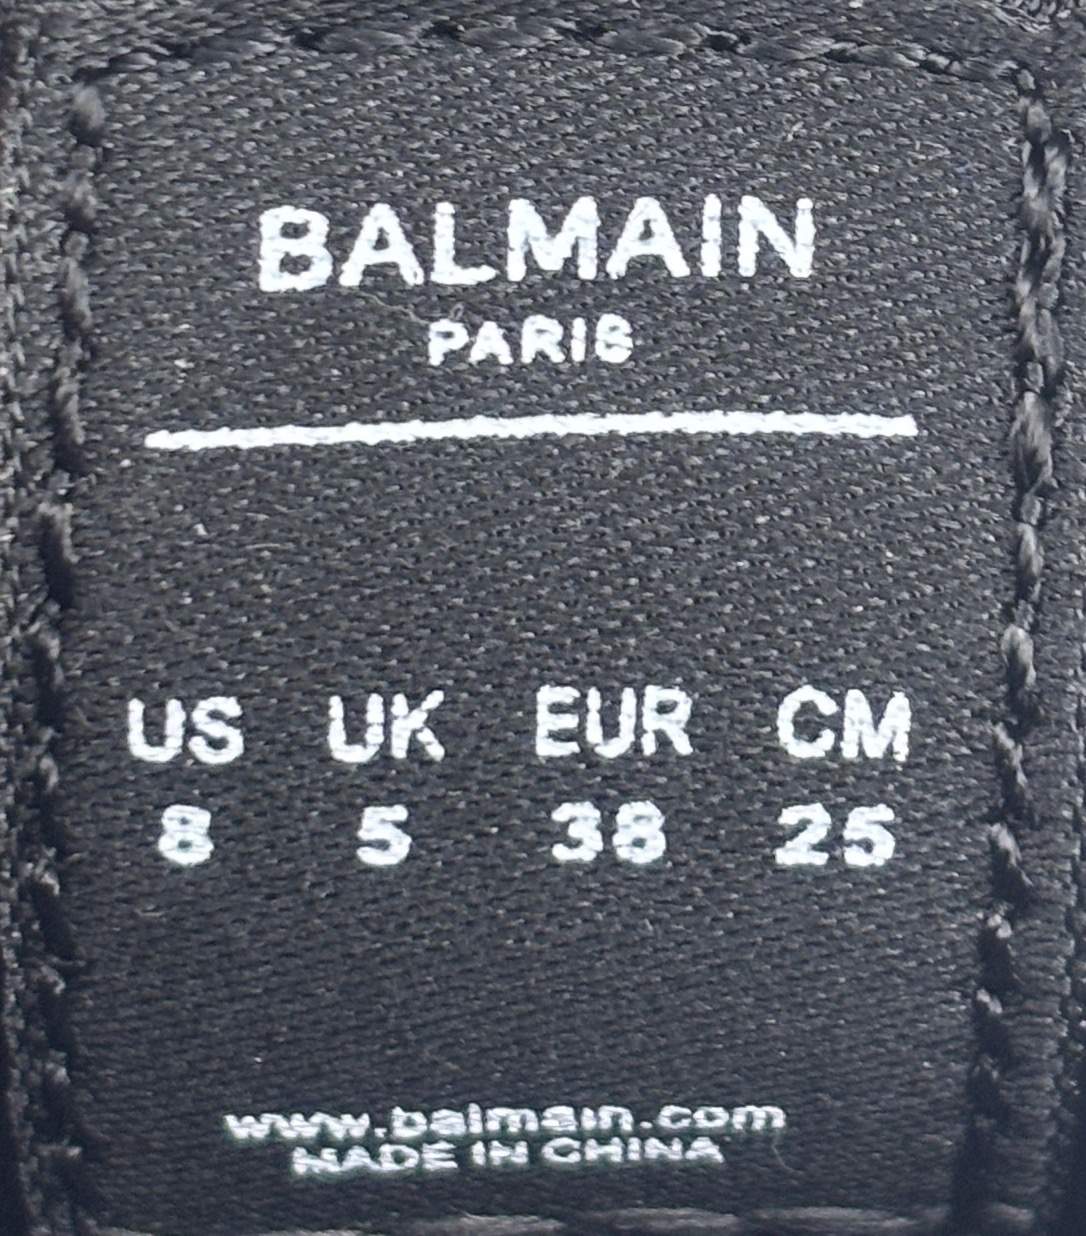 BALMAIN
PARIS
US UK EUR CM
8 5 38 25
www.balmain.com
MADE IN CHINA